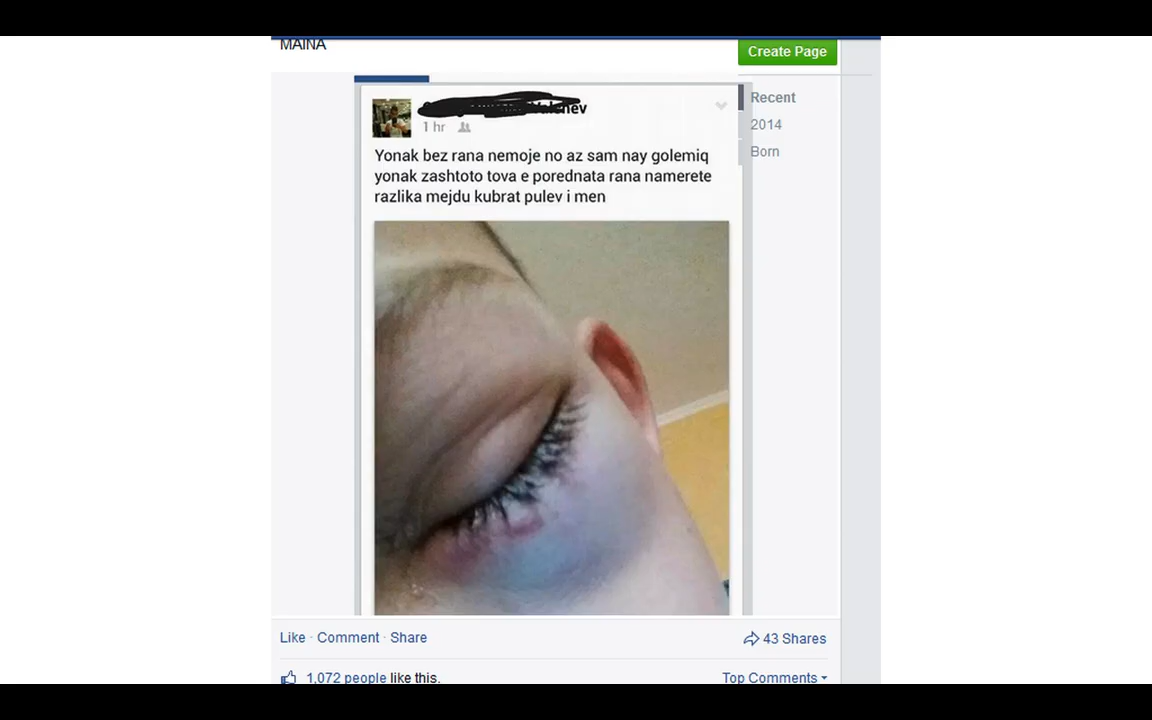 MAINA
Create Page
1 hr
Recent
2014
Born
Yonak bez rana nemoje no az sam nay golemiq
yonak zashtoto tova e porednata rana namerete
razlika mejdu kubrat pulev i men
Like · Comment · Share
43 Shares
1,072 people like this.
Top Comments